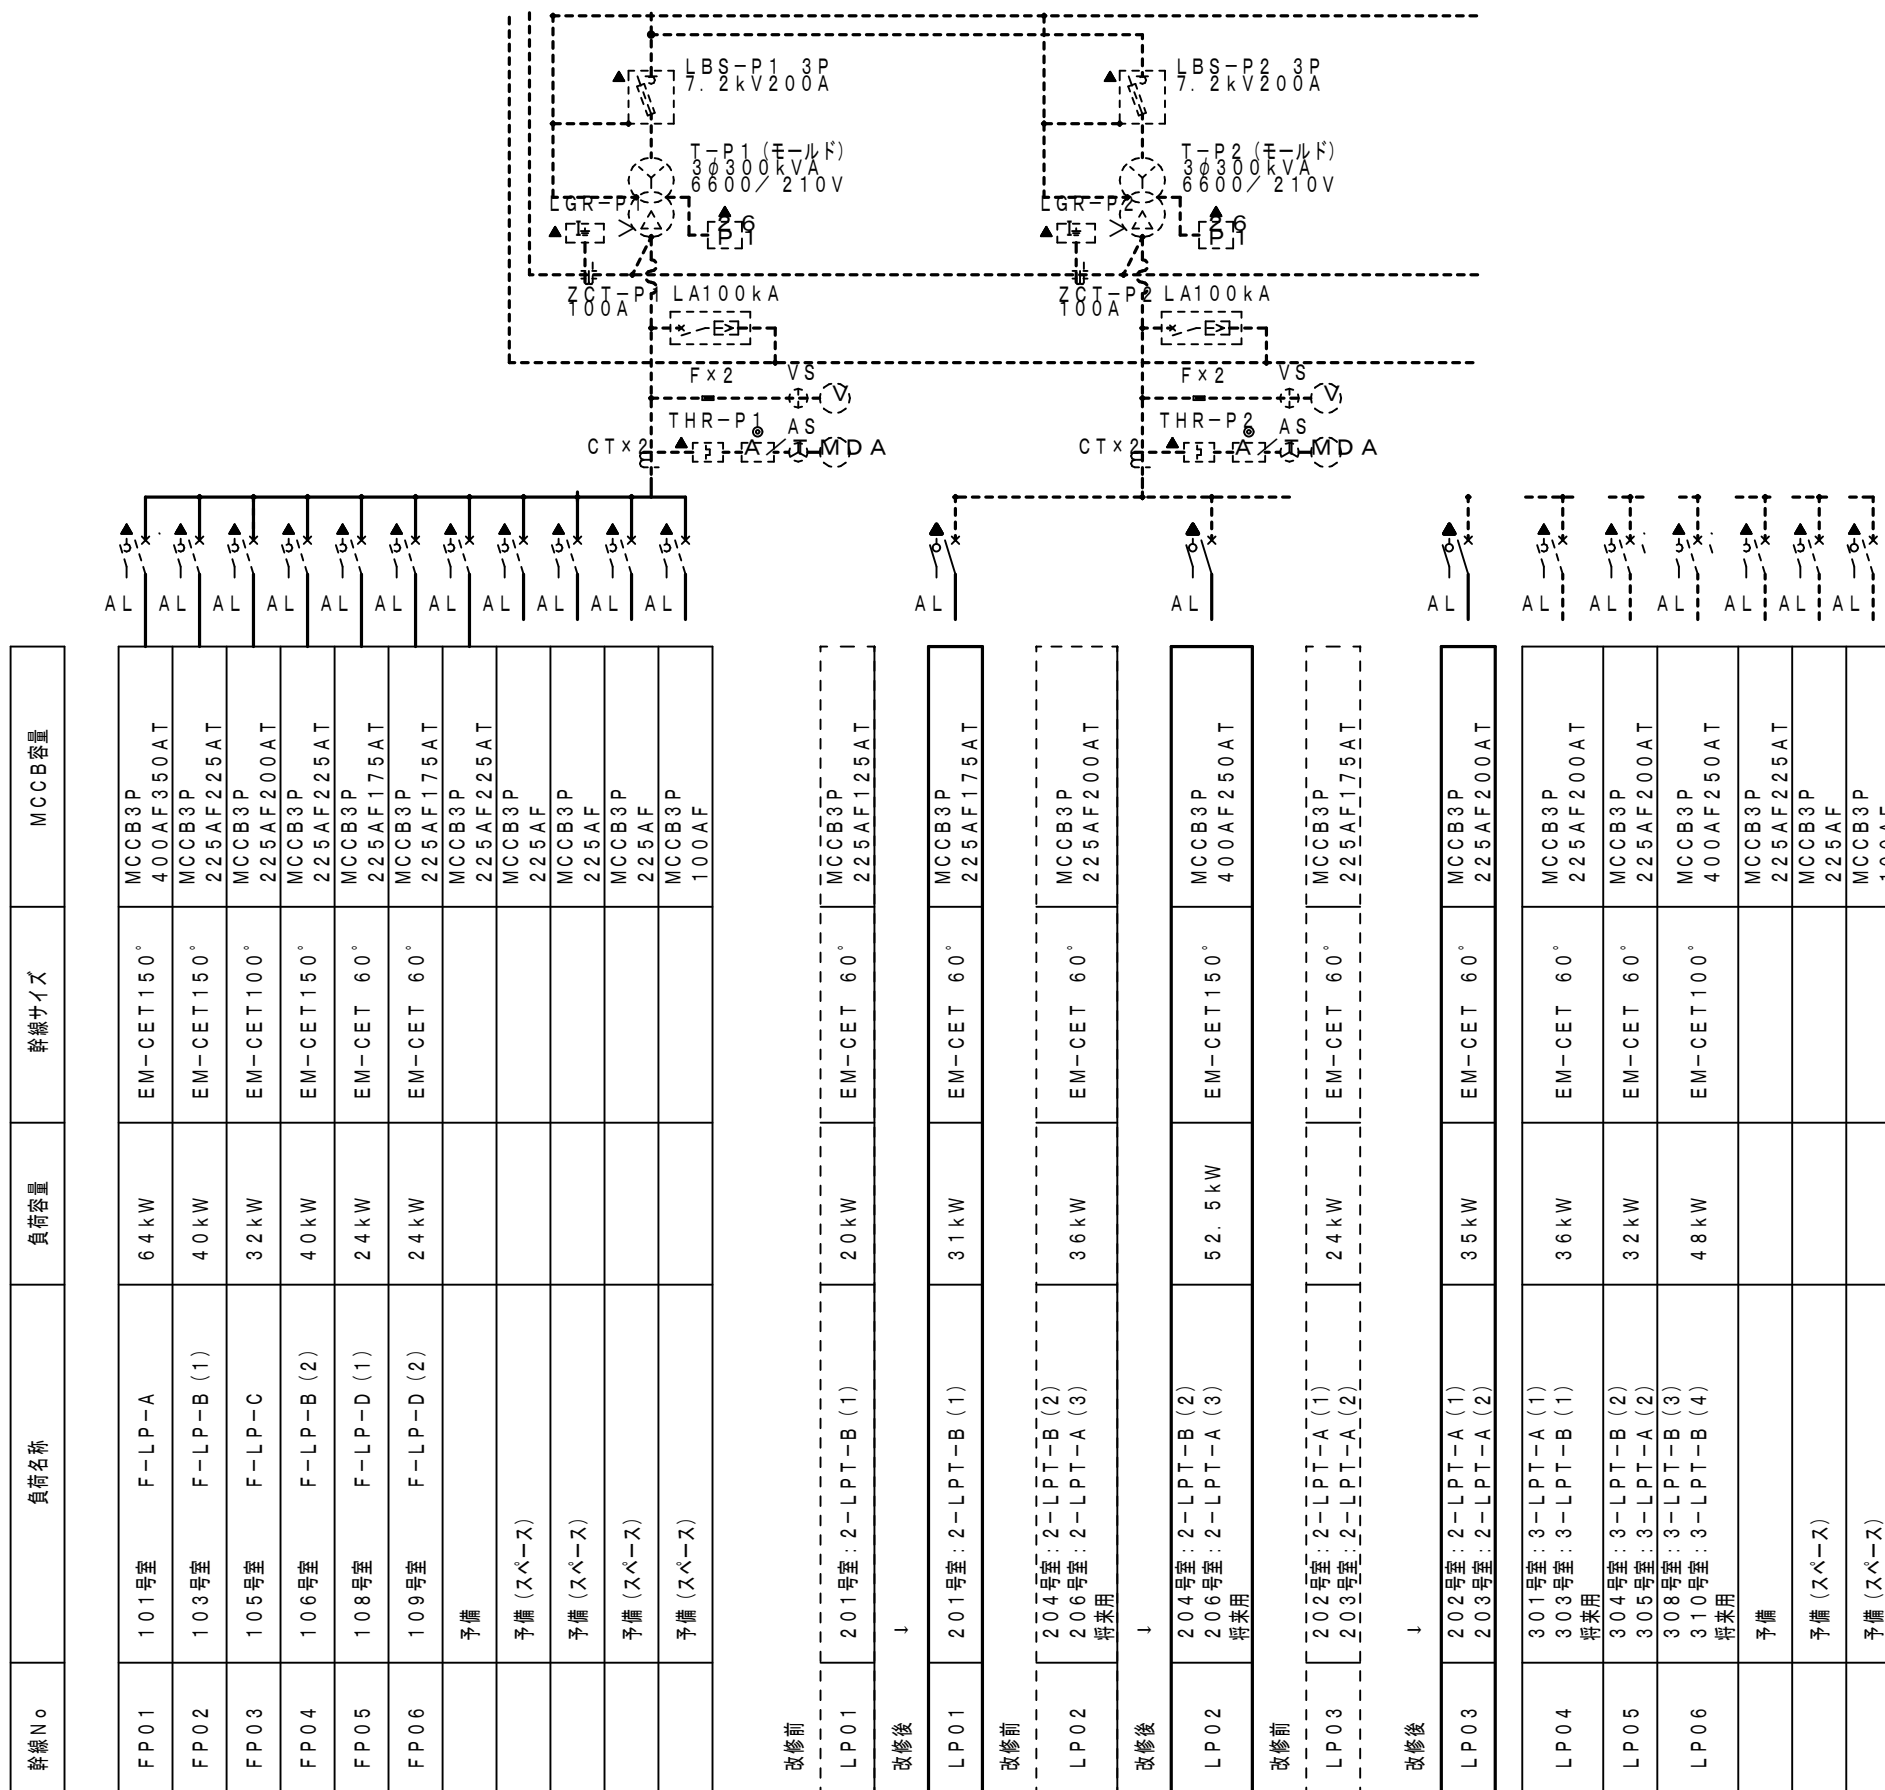 LBS-P1 3P
7.2kV200A
LBS-P2 3P
7.2kV200A
T-P1(モールド)
3φ300kVA
6600/210V
T-P2(モールド)
3φ300kVA
6600/210V
LGR-P1
I
26
P1
LGR-P2
I
26
P1
ZCT-P1
100A
LA100kA
ZCT-P2
100A
LA100kA
F×2
VS
V
F×2
VS
V
THR-P1
AS
CT×2
A/T
MDA
THR-P2
AS
CT×2
A/T
MDA
AL AL AL AL AL AL AL AL AL AL AL
AL
AL
AL
AL AL AL AL AL AL
MCCB容量
MCCB3P
400AF350AT
MCCB3P
225AF225AT
MCCB3P
225AF200AT
MCCB3P
225AF225AT
MCCB3P
225AF175AT
MCCB3P
225AF175AT
MCCB3P
225AF225AT
MCCB3P
225AF
MCCB3P
225AF
MCCB3P
225AF
MCCB3P
100AF
MCCB3P
225AF125AT
MCCB3P
225AF175AT
MCCB3P
225AF200AT
MCCB3P
400AF250AT
MCCB3P
225AF175AT
MCCB3P
225AF200AT
MCCB3P
225AF200AT
MCCB3P
225AF200AT
MCCB3P
400AF250AT
MCCB3P
225AF225AT
MCCB3P
225AF
MCCB3P
幹線サイズ
EM-CET150°
EM-CET150°
EM-CET100°
EM-CET150°
EM-CET 60°
EM-CET 60°
EM-CET 60°
EM-CET 60°
EM-CET 60°
EM-CET150°
EM-CET 60°
EM-CET 60°
EM-CET 60°
EM-CET 60°
EM-CET100°
負荷容量
64kW
40kW
32kW
40kW
24kW
24kW
20kW
31kW
36kW
52.5kW
24kW
35kW
36kW
32kW
48kW
負荷名称
101号室 F-LP-A
103号室 F-LP-B(1)
105号室 F-LP-C
106号室 F-LP-B(2)
108号室 F-LP-D(1)
109号室 F-LP-D(2)
予備
予備(スペース)
予備(スペース)
予備(スペース)
予備(スペース)
201号室:2-LPT-B(1)
↓
201号室:2-LPT-B(1)
204号室:2-LPT-B(2)
206号室:2-LPT-A(3)
将来用
↓
204号室:2-LPT-B(2)
206号室:2-LPT-A(3)
将来用
202号室:2-LPT-A(1)
203号室:2-LPT-A(2)
↓
202号室:2-LPT-A(1)
203号室:2-LPT-A(2)
301号室:3-LPT-A(1)
303号室:3-LPT-B(1)
将来用
304号室:3-LPT-B(2)
305号室:3-LPT-A(2)
308号室:3-LPT-B(3)
310号室:3-LPT-B(4)
将来用
予備
予備(スペース)
予備(スペース)
幹線No
FP01
FP02
FP03
FP04
FP05
FP06
改修前
LP01
改修後
LP01
改修前
LP02
改修後
LP02
改修前
LP03
改修後
LP03
LP04
LP05
LP06